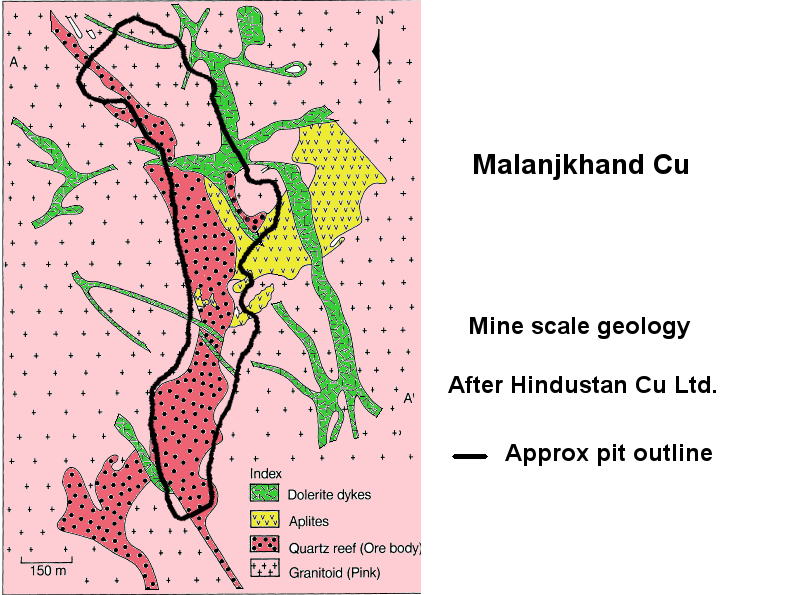 N
A
Malanjkhand Cu
Mine scale geology
After Hindustan Cu Ltd.
A'
Approx pit outline
Index
Dolerite dykes
Aplites
Quartz reef (Ore body)
Granitoid (Pink)
150 m